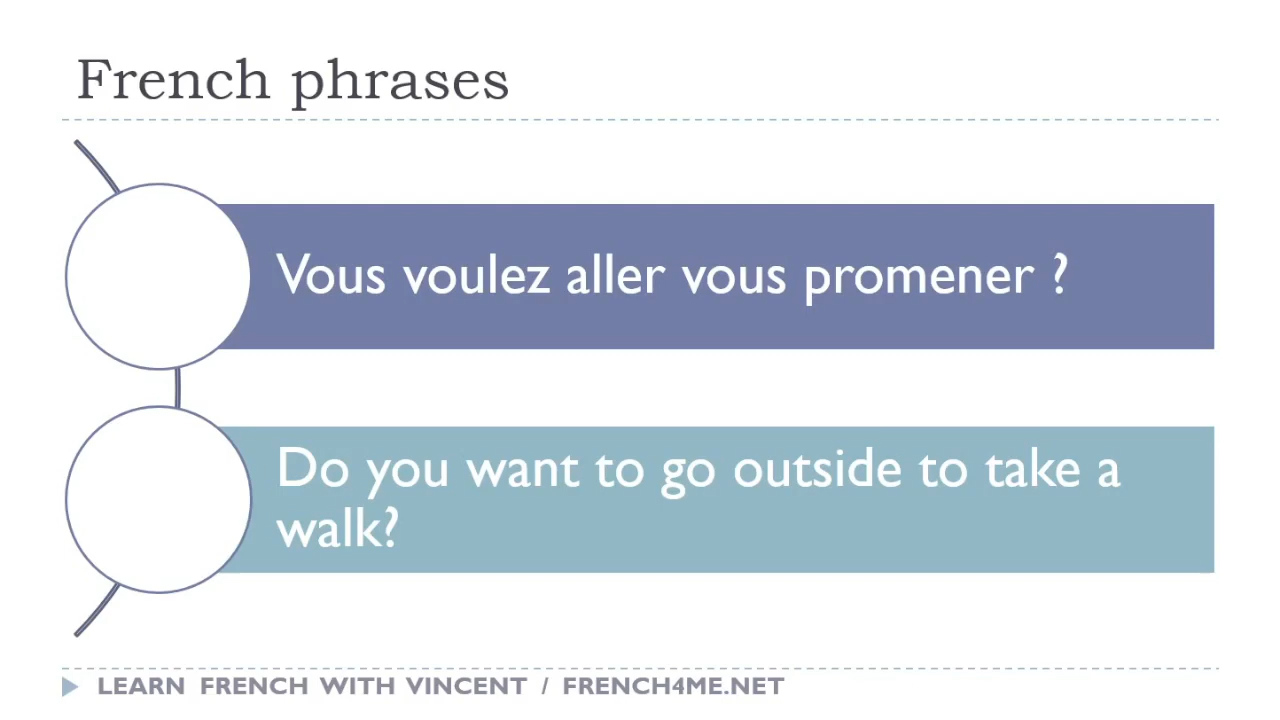 French phrases
Vous voulez aller vous promener ?
Do you want to go outside to take a
walk?
LEARN FRENCH WITH VINCENT / FRENCH4ME.NET